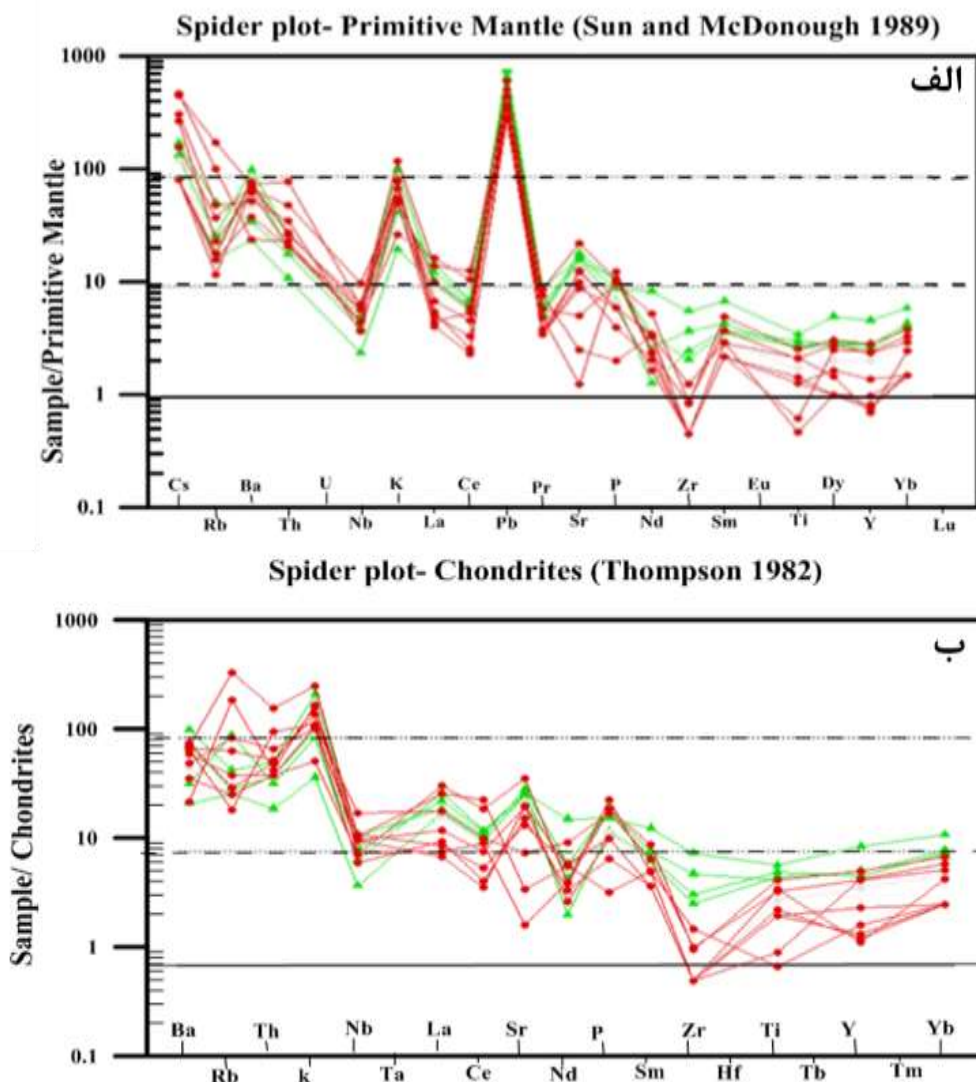 Spider plot- Primitive Mantle (Sun and McDonough 1989)
الف
Sample/Primitive Mantle
1000
100
10
1
0.1
Cs Ba U K Ce Pr P Zr Eu Dy Yb
Rb Th Nb La Pb Sr Nd Sm Ti Y Lu
Spider plot- Chondrites (Thompson 1982)
ب
Sample/ Chondrites
1000
100
10
1
0.1
Ba Th Nb La Sr P Zr Ti Y Yb
Rb k Ta Ce Nd Sm Hf Tb Tm